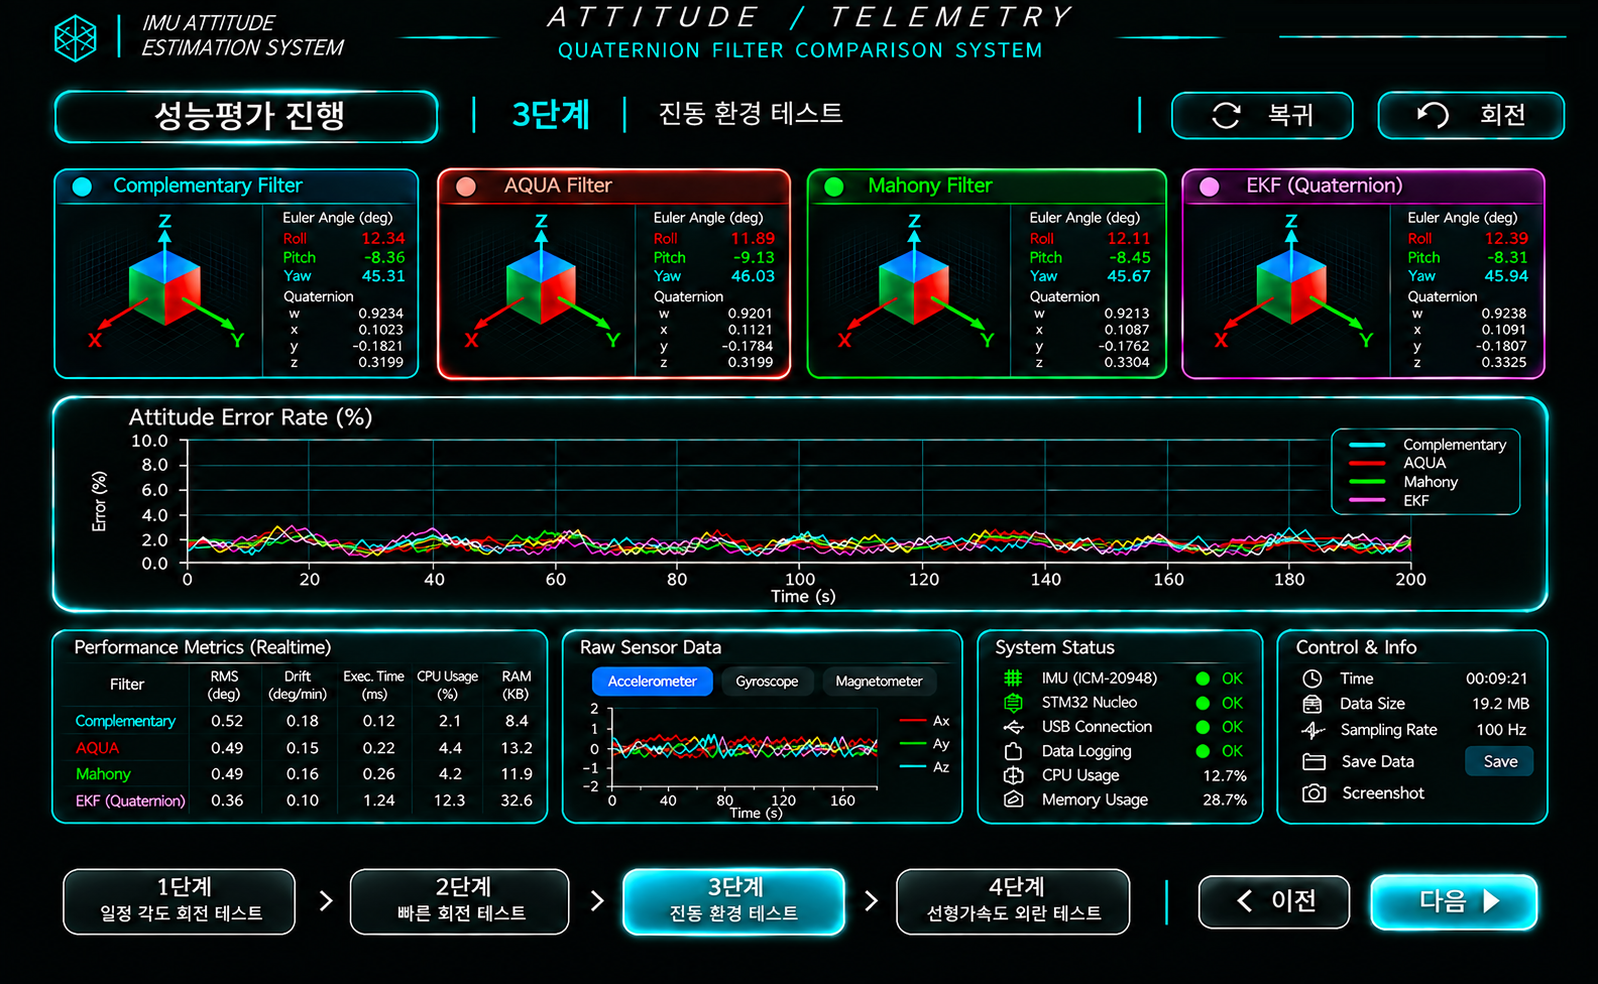 IMU ATTITUDE
ESTIMATION SYSTEM
ATTITUDE / TELEMETRY
QUATERNION FILTER COMPARISON SYSTEM
성능평가 진행
3단계
진동 환경 테스트
복귀
회전
Complementary Filter
Z
X
Y
Euler Angle (deg)
Roll 12.34
Pitch -8.36
Yaw 45.31
Quaternion
w 0.9234
x 0.1023
y -0.1821
z 0.3199
AQUA Filter
Z
X
Y
Euler Angle (deg)
Roll 11.89
Pitch -9.13
Yaw 46.03
Quaternion
w 0.9201
x 0.1121
y -0.1784
z 0.3199
Mahony Filter
Z
X
Y
Euler Angle (deg)
Roll 12.11
Pitch -8.45
Yaw 45.67
Quaternion
w 0.9213
x 0.1087
y -0.1762
z 0.3304
EKF (Quaternion)
Z
X
Y
Euler Angle (deg)
Roll 12.39
Pitch -8.31
Yaw 45.94
Quaternion
w 0.9238
x 0.1091
y -0.1807
z 0.3325
Attitude Error Rate (%)
Error (%)
10.0
8.0
6.0
4.0
2.0
0.0
0 20 40 60 80 100 120 140 160 180 200
Time (s)
Complementary
AQUA
Mahony
EKF
Performance Metrics (Realtime)
Filter RMS (deg) Drift (deg/min) Exec. Time (ms) CPU Usage (%) RAM (KB)
Complementary 0.52 0.18 0.12 2.1 8.4
AQUA 0.49 0.15 0.22 4.4 13.2
Mahony 0.49 0.16 0.26 4.2 11.9
EKF (Quaternion) 0.36 0.10 1.24 12.3 32.6
Raw Sensor Data
Accelerometer Gyroscope Magnetometer
2
1
0
−1
−2
0 40 80 120 160
Time (s)
Ax
Ay
Az
System Status
IMU (ICM-20948) OK
STM32 Nucleo OK
USB Connection OK
Data Logging OK
CPU Usage 12.7%
Memory Usage 28.7%
Control & Info
Time 00:09:21
Data Size 19.2 MB
Sampling Rate 100 Hz
Save Data Save
Screenshot
1단계
일정 각도 회전 테스트
2단계
빠른 회전 테스트
3단계
진동 환경 테스트
4단계
선형가속도 외란 테스트
이전
다음